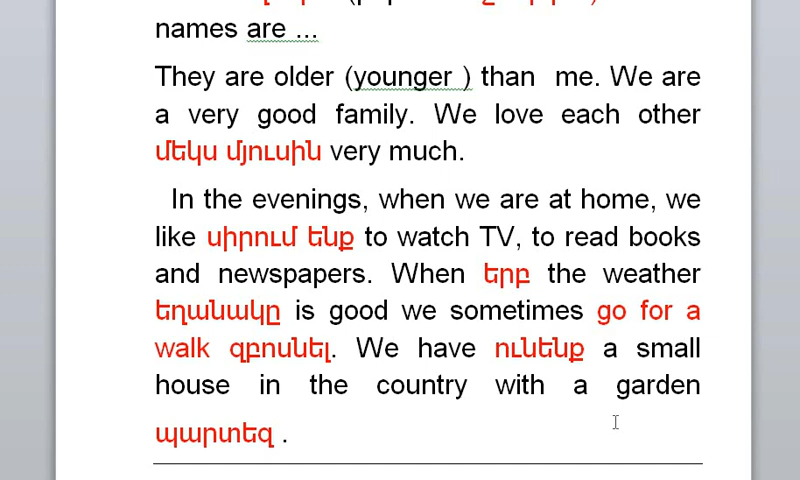 names are ...
They are older (younger ) than me. We are
a very good family. We love each other
մեկս մյուսին very much.
In the evenings, when we are at home, we
like սիրում ենք to watch TV, to read books
and newspapers. When երբ the weather
եղանակը is good we sometimes go for a
walk զբոսնել. We have ունենք a small
house in the country with a garden
պարտեզ .